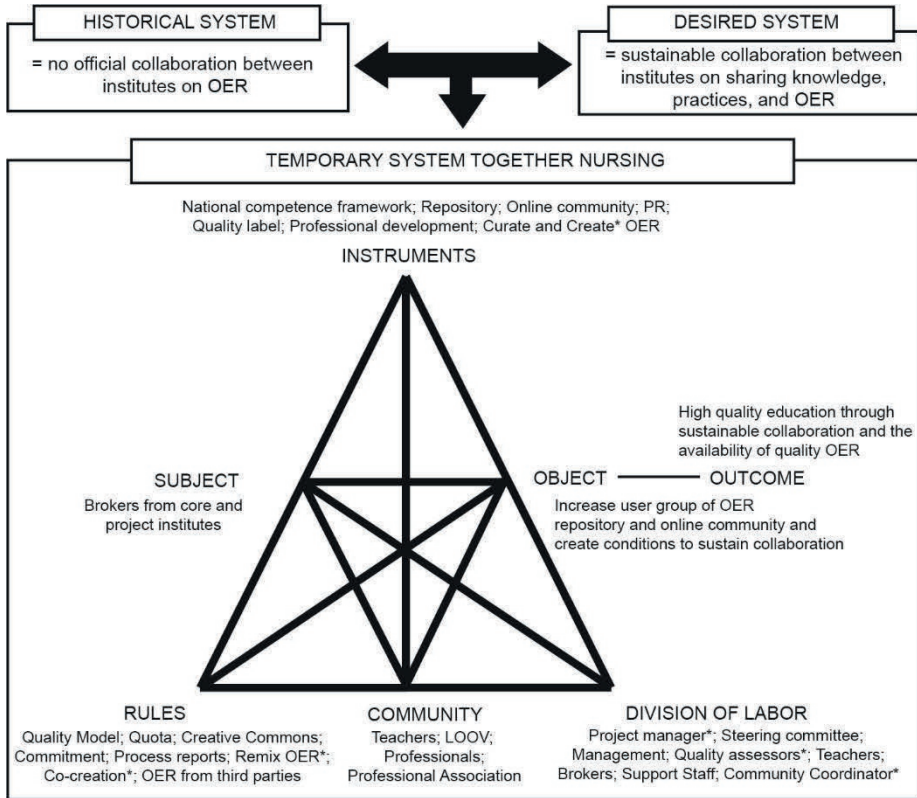 HISTORICAL SYSTEM
= no official collaboration between
institutes on OER
DESIRED SYSTEM
= sustainable collaboration between
institutes on sharing knowledge,
practices, and OER
TEMPORARY SYSTEM TOGETHER NURSING
National competence framework; Repository; Online community; PR;
Quality label; Professional development; Curate and Create* OER
INSTRUMENTS
High quality education through
sustainable collaboration and the
availability of quality OER
SUBJECT
Brokers from core and
project institutes
OBJECT
OUTCOME
Increase user group of OER
repository and online community and
create conditions to sustain collaboration
RULES
Quality Model; Quota; Creative Commons;
Commitment; Process reports; Remix OER*;
Co-creation*; OER from third parties
COMMUNITY
Teachers; LOOV;
Professionals;
Professional Association
DIVISION OF LABOR
Project manager*; Steering committee;
Management; Quality assessors*; Teachers;
Brokers; Support Staff; Community Coordinator*